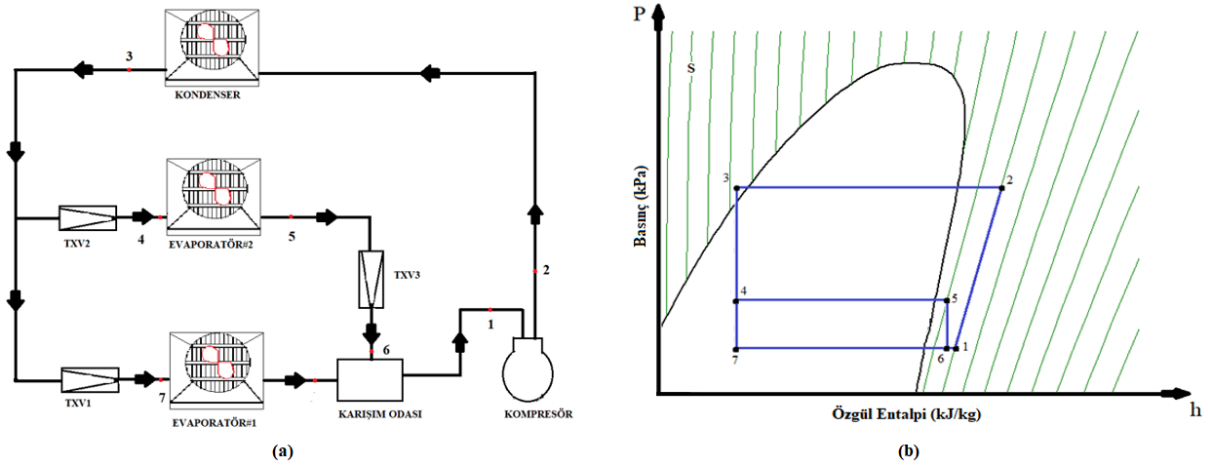 3
KONDENSER
TXV2
4
EVAPORATÖR#2
5
TXV3
2
1
6
7
TXV1
EVAPORATÖR#1
KARIŞIM ODASI
KOMPRESÖR
(a)
P
S
3
2
Basınç (kPa)
4
5
7
6
1
Özgül Entalpi (kJ/kg)
h
(b)